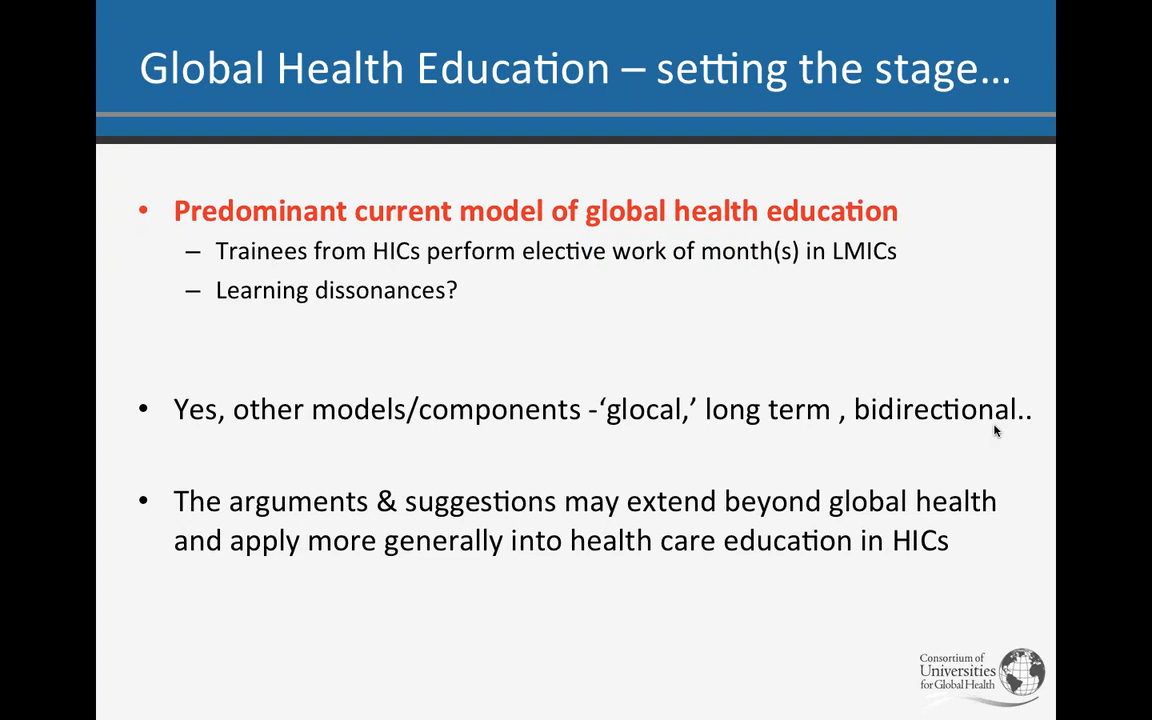 Global Health Education – setting the stage…
• Predominant current model of global health education
– Trainees from HICs perform elective work of month(s) in LMICs
– Learning dissonances?
• Yes, other models/components -‘glocal,’ long term , bidirectional..
• The arguments & suggestions may extend beyond global health
and apply more generally into health care education in HICs
Consortium of
Universities
for Global Health